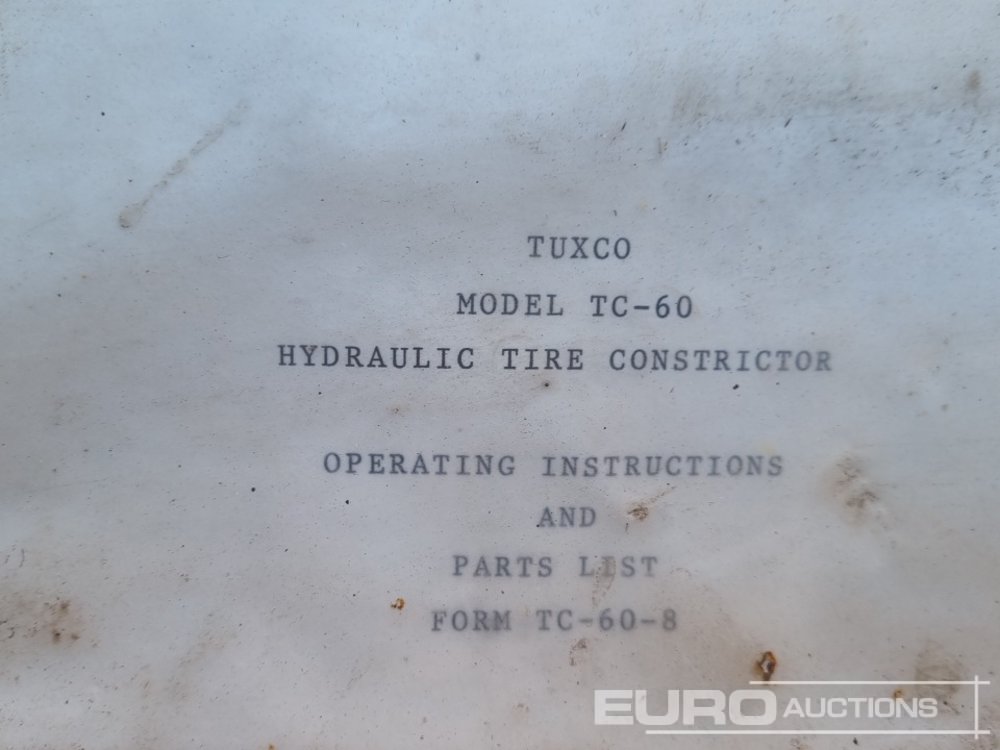 TUXCO
MODEL TC-60
HYDRAULIC TIRE CONSTRICTOR
OPERATING INSTRUCTIONS
AND
PARTS LIST
FORM TC-60-8
EURO AUCTIONS